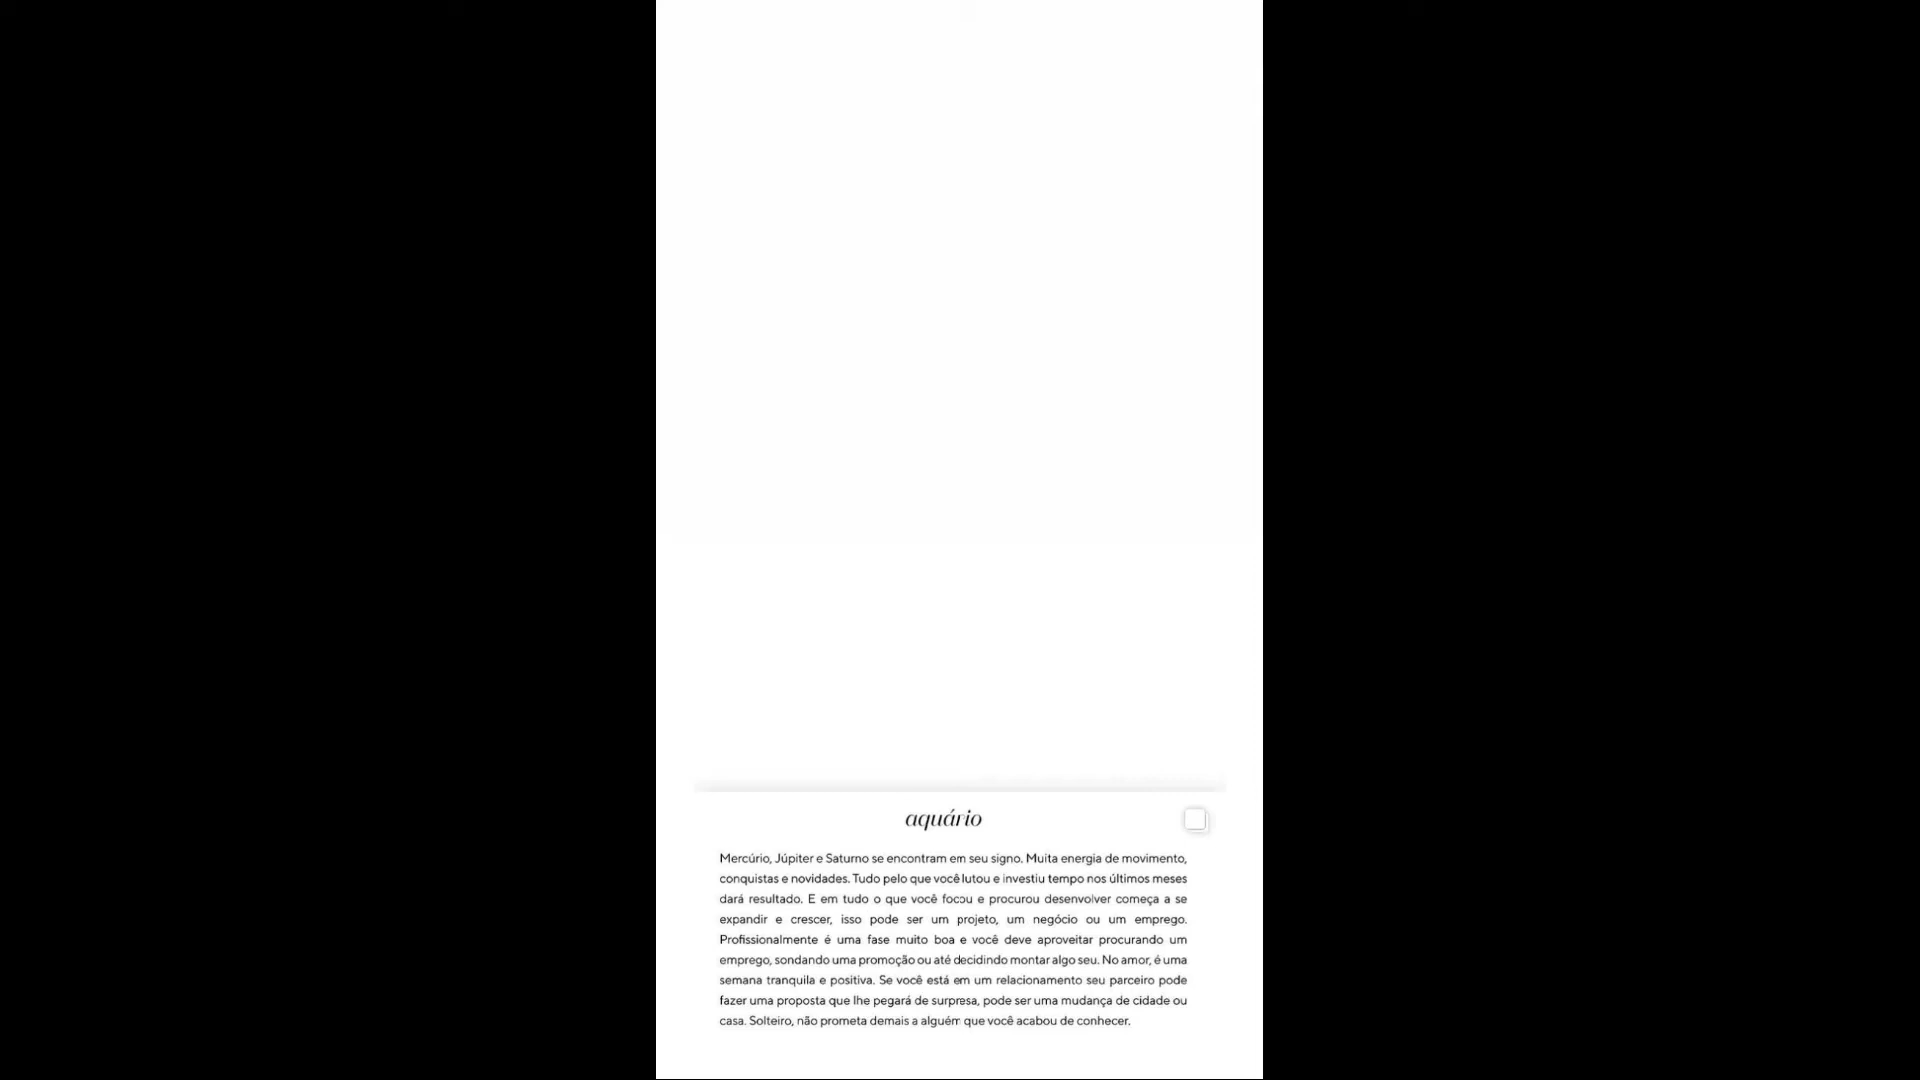 aquário
Mercúrio, Júpiter e Saturno se encontram em seu signo. Muita energia de movimento,
conquistas e novidades. Tudo pelo que você lutou e investiu tempo nos últimos meses
dará resultado. E em tudo o que você focou e procurou desenvolver começa a se
expandir e crescer, isso pode ser um projeto, um negócio ou um emprego.
Profissionalmente é uma fase muito boa e você deve aproveitar procurando um
emprego, sondando uma promoção ou até decidindo montar algo seu. No amor, é uma
semana tranquila e positiva. Se você está em um relacionamento seu parceiro pode
fazer uma proposta que lhe pegará de surpresa, pode ser uma mudança de cidade ou
casa. Solteiro, não prometa demais a alguém que você acabou de conhecer.